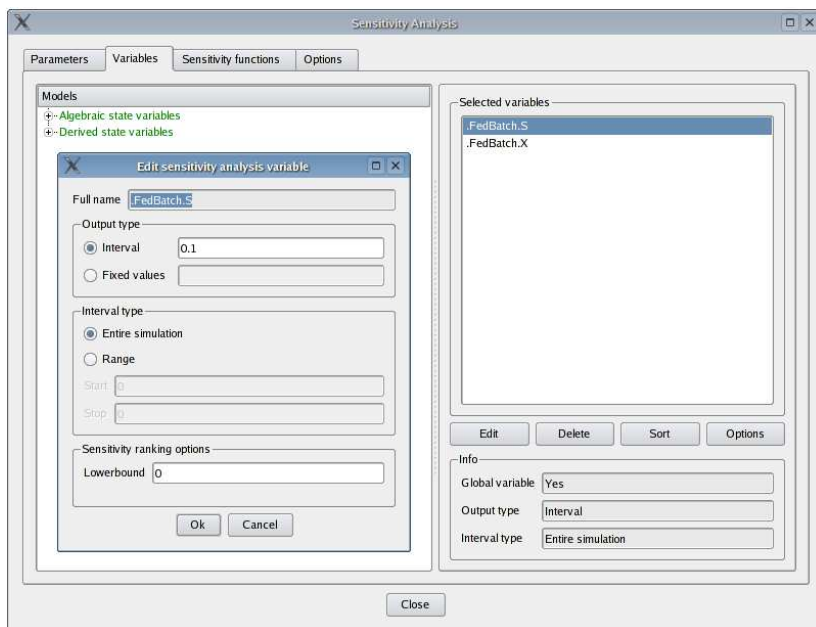 Sensitivity Analysis
Parameters Variables Sensitivity functions Options
Models
Algebraic state variables
Derived state variables
Edit sensitivity analysis variable
Full name .FedBatch.S
Output type
Interval 0.1
Fixed values
Interval type
Entire simulation
Range
Start 0
Stop 0
Sensitivity ranking options
Lowerbound 0
Ok Cancel
Selected variables
.FedBatch.S
.FedBatch.X
Edit Delete Sort Options
Info
Global variable Yes
Output type Interval
Interval type Entire simulation
Close